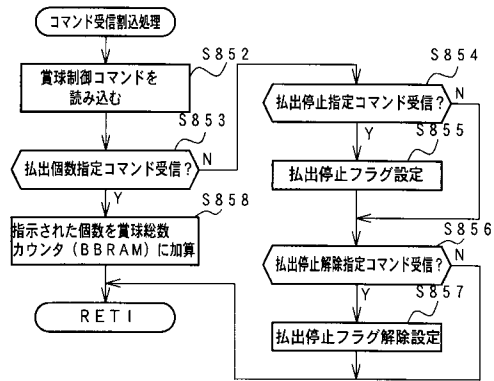 コマンド受信割込処理
S852
賞球制御コマンドを
読み込む
S853
払出個数指定コマンド受信?
N
Y
S858
指示された個数を賞球総数
カウンタ(BBRAM)に加算
RETI
S854
払出停止指定コマンド受信?
N
Y
S855
払出停止フラグ設定
S856
払出停止解除指定コマンド受信?
N
Y
S857
払出停止フラグ解除設定